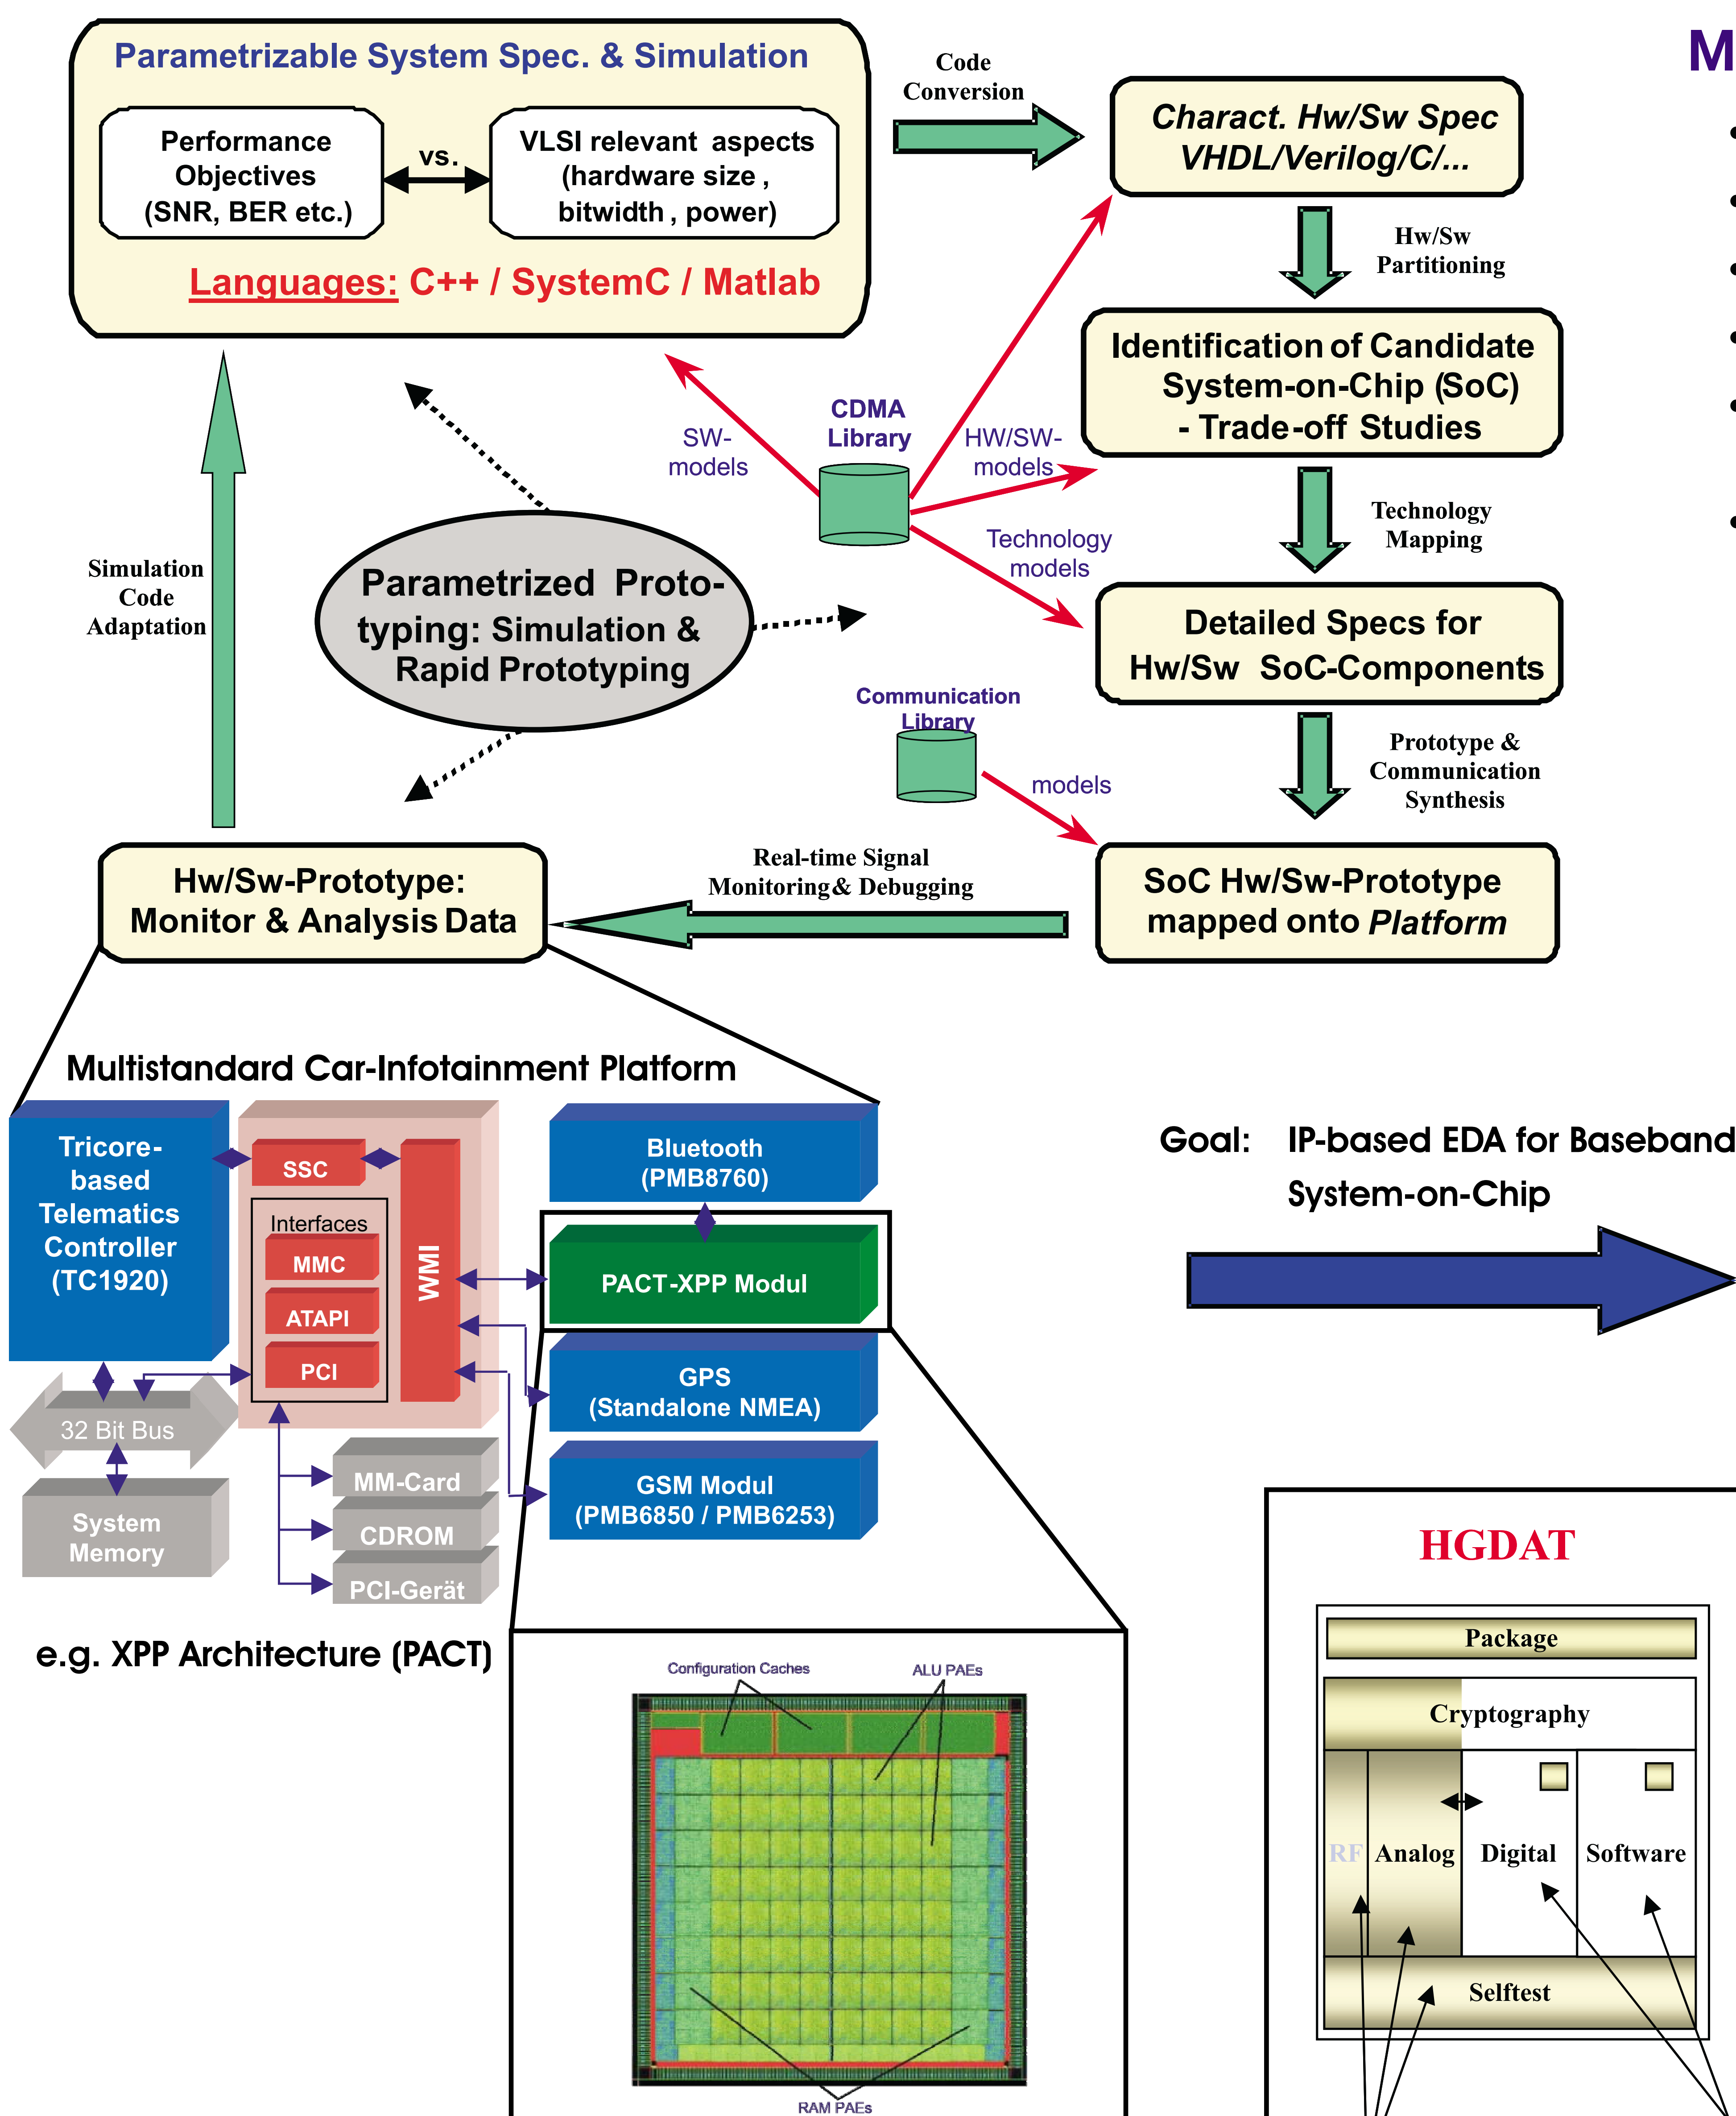 Parametrizable System Spec. & Simulation
Performance
Objectives
(SNR, BER etc.)
vs.
VLSI relevant aspects
(hardware size ,
bitwidth , power)
Languages: C++ / SystemC / Matlab
Code
Conversion
Charact. Hw/Sw Spec
VHDL/Verilog/C/...
M
Hw/Sw
Partitioning
Identification of Candidate
System-on-Chip (SoC)
- Trade-off Studies
CDMA
Library
SW-
models
HW/SW-
models
Technology
models
Technology
Mapping
Simulation
Code
Adaptation
Parametrized Proto-
typing: Simulation &
Rapid Prototyping
Detailed Specs for
Hw/Sw SoC-Components
Communication
Library
models
Prototype &
Communication
Synthesis
Hw/Sw-Prototype:
Monitor & Analysis Data
Real-time Signal
Monitoring& Debugging
SoC Hw/Sw-Prototype
mapped onto Platform
Multistandard Car-Infotainment Platform
Tricore-
based
Telematics
Controller
(TC1920)
SSC
Interfaces
MMC
ATAPI
PCI
WMI
Bluetooth
(PMB8760)
PACT-XPP Modul
GPS
(Standalone NMEA)
GSM Modul
(PMB6850 / PMB6253)
32 Bit Bus
System
Memory
MM-Card
CDROM
PCI-Gerät
Goal: IP-based EDA for Baseband
System-on-Chip
e.g. XPP Architecture (PACT)
Configuration Caches
ALU PAEs
RAM PAEs
HGDAT
Package
Cryptography
RF
Analog
Digital
Software
Selftest